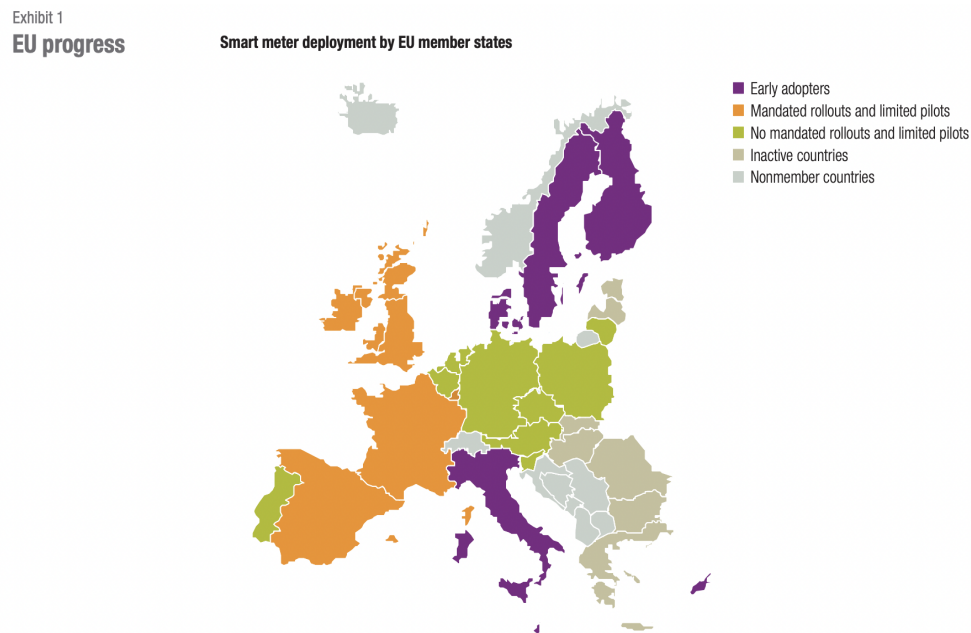 Exhibit 1
EU progress
Smart meter deployment by EU member states
Early adopters
Mandated rollouts and limited pilots
No mandated rollouts and limited pilots
Inactive countries
Nonmember countries